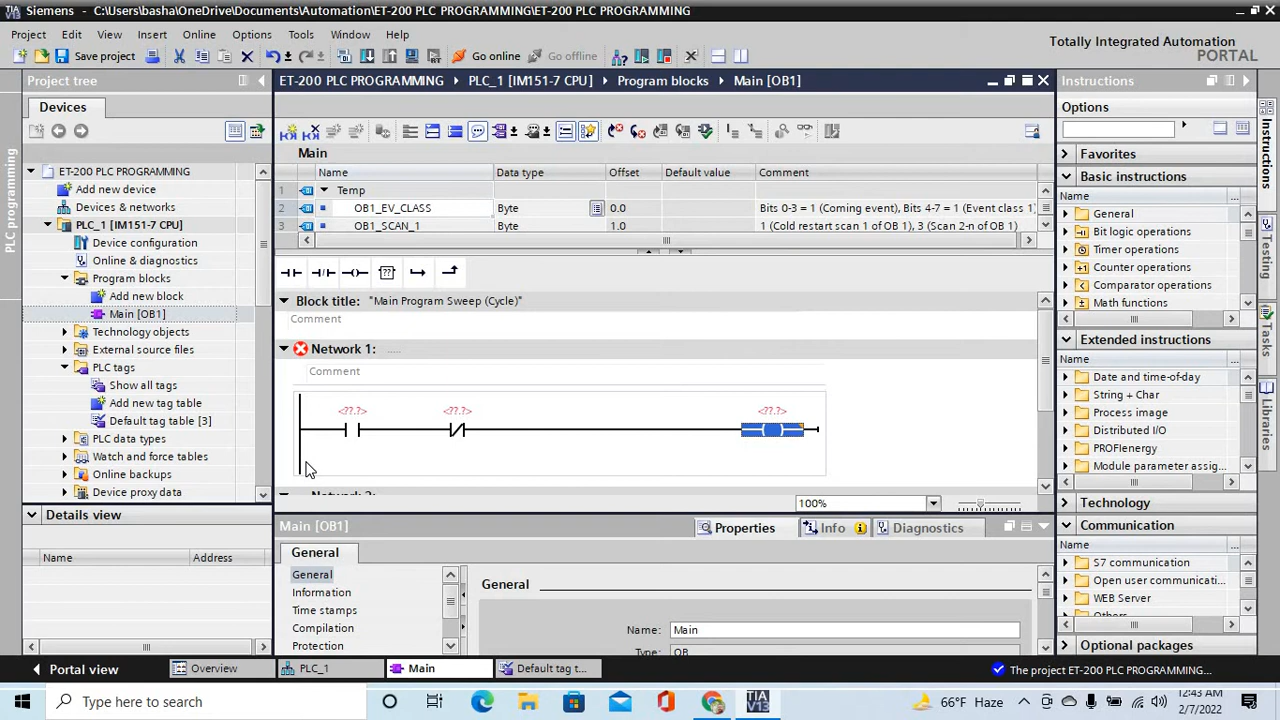 Siemens - C:\Users\basha\OneDrive\Documents\Automation\ET-200 PLC PROGRAMMING\ET-200 PLC PROGRAMMING
Project Edit View Insert Online Options Tools Window Help
Totally Integrated Automation
PORTAL
Save project Go online Go offline
Project tree
ET-200 PLC PROGRAMMING PLC_1 [IM151-7 CPU] Program blocks Main [OB1]
Instructions
Devices
Options
PLC programming
ET-200 PLC PROGRAMMING
Add new device
Devices & networks
PLC_1 [IM151-7 CPU]
Device configuration
Online & diagnostics
Program blocks
Add new block
Main [OB1]
Technology objects
External source files
PLC tags
Show all tags
Add new tag table
Default tag table [3]
PLC data types
Watch and force tables
Online backups
Device proxy data
Details view
Name Address
Main
Name Data type Offset Default value Comment
1 Temp
2 OB1_EV_CLASS Byte 0.0 Bits 0-3 = 1 (Coming event), Bits 4-7 = 1 (Event class 1)
3 OB1_SCAN_1 Byte 1.0 1 (Cold restart scan 1 of OB 1), 3 (Scan 2-n of OB 1)
??
Block title: "Main Program Sweep (Cycle)"
Comment
Network 1: .....
Comment
<??.?> <??.?> <??.?>
100%
Main [OB1]
Properties Info Diagnostics
General
General
Information
Time stamps
Compilation
Protection
General
Name: Main
Type: OB
Favorites
Basic instructions
Name
General
Bit logic operations
Timer operations
Counter operations
Comparator operations
Math functions
Extended instructions
Name
Date and time-of-day
String + Char
Process image
Distributed I/O
PROFIenergy
Module parameter assig...
Technology
Communication
Name
S7 communication
Open user communicati...
WEB Server
Others
Optional packages
Instructions
Testing
Tasks
Libraries
Portal view Overview PLC_1 Main Default tag t...
The project ET-200 PLC PROGRAMMING...
Type here to search
66°F Haze
12:43 AM
2/7/2022